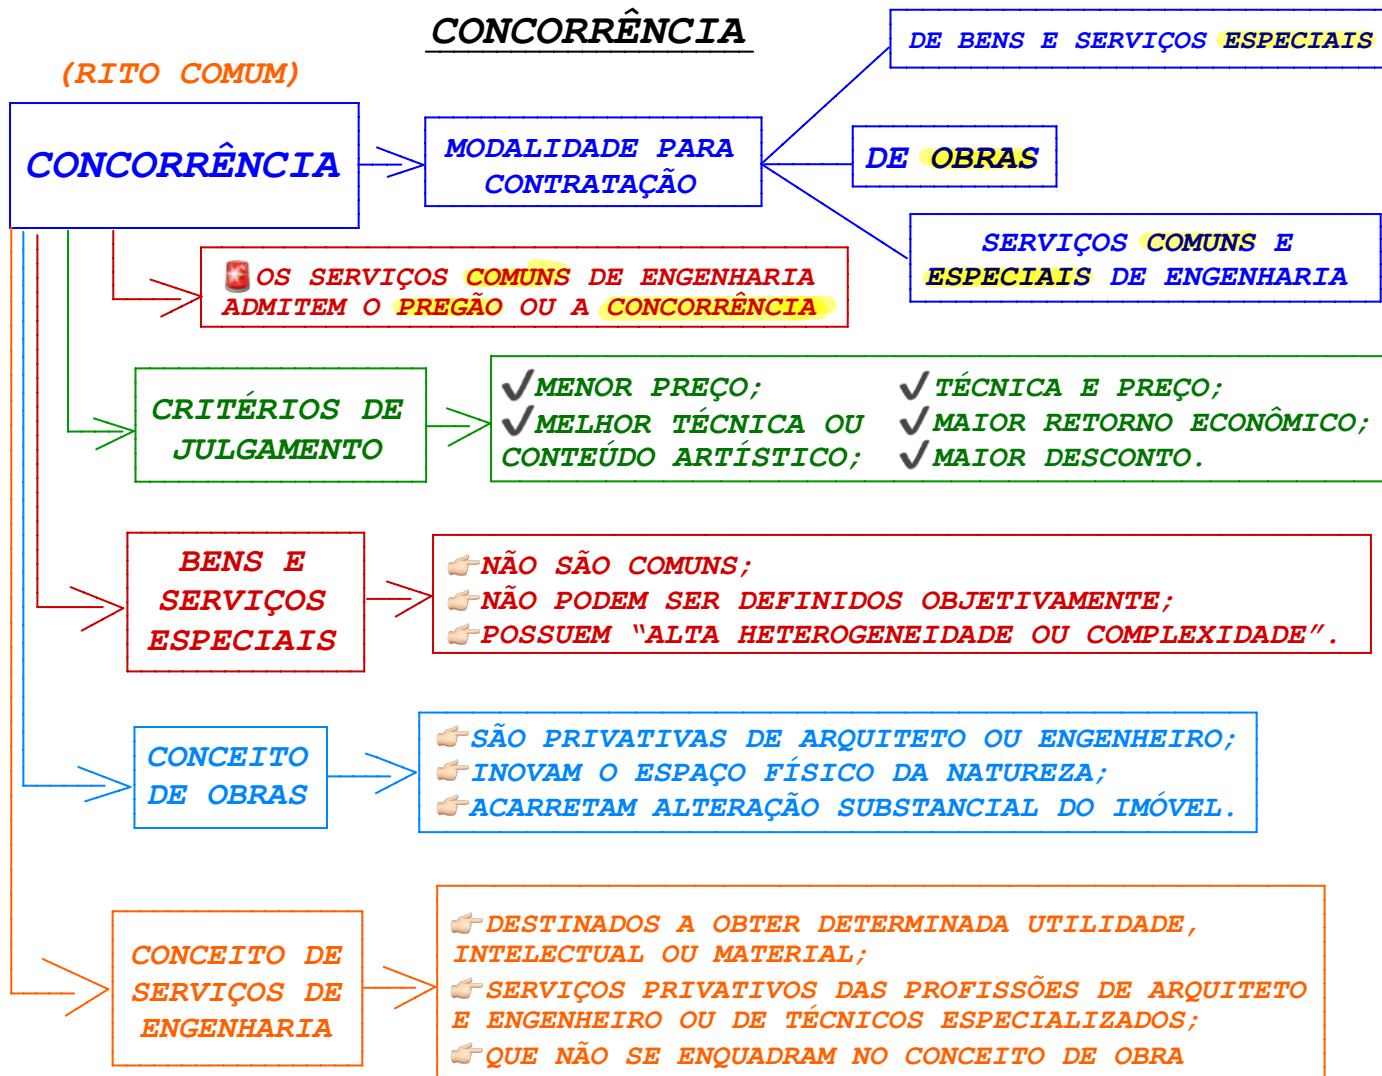 CONCORRÊNCIA
(RITO COMUM)
CONCORRÊNCIA
MODALIDADE PARA
CONTRATAÇÃO
DE BENS E SERVIÇOS ESPECIAIS
DE OBRAS
SERVIÇOS COMUNS E
ESPECIAIS DE ENGENHARIA
OS SERVIÇOS COMUNS DE ENGENHARIA
ADMITEM O PREGÃO OU A CONCORRÊNCIA
CRITÉRIOS DE
JULGAMENTO
MENOR PREÇO;
MELHOR TÉCNICA OU
CONTEÚDO ARTÍSTICO;
TÉCNICA E PREÇO;
MAIOR RETORNO ECONÔMICO;
MAIOR DESCONTO.
BENS E
SERVIÇOS
ESPECIAIS
NÃO SÃO COMUNS;
NÃO PODEM SER DEFINIDOS OBJETIVAMENTE;
POSSUEM “ALTA HETEROGENEIDADE OU COMPLEXIDADE”.
CONCEITO
DE OBRAS
SÃO PRIVATIVAS DE ARQUITETO OU ENGENHEIRO;
INOVAM O ESPAÇO FÍSICO DA NATUREZA;
ACARRETAM ALTERAÇÃO SUBSTANCIAL DO IMÓVEL.
CONCEITO DE
SERVIÇOS DE
ENGENHARIA
DESTINADOS A OBTER DETERMINADA UTILIDADE,
INTELECTUAL OU MATERIAL;
SERVIÇOS PRIVATIVOS DAS PROFISSÕES DE ARQUITETO
E ENGENHEIRO OU DE TÉCNICOS ESPECIALIZADOS;
QUE NÃO SE ENQUADRAM NO CONCEITO DE OBRA